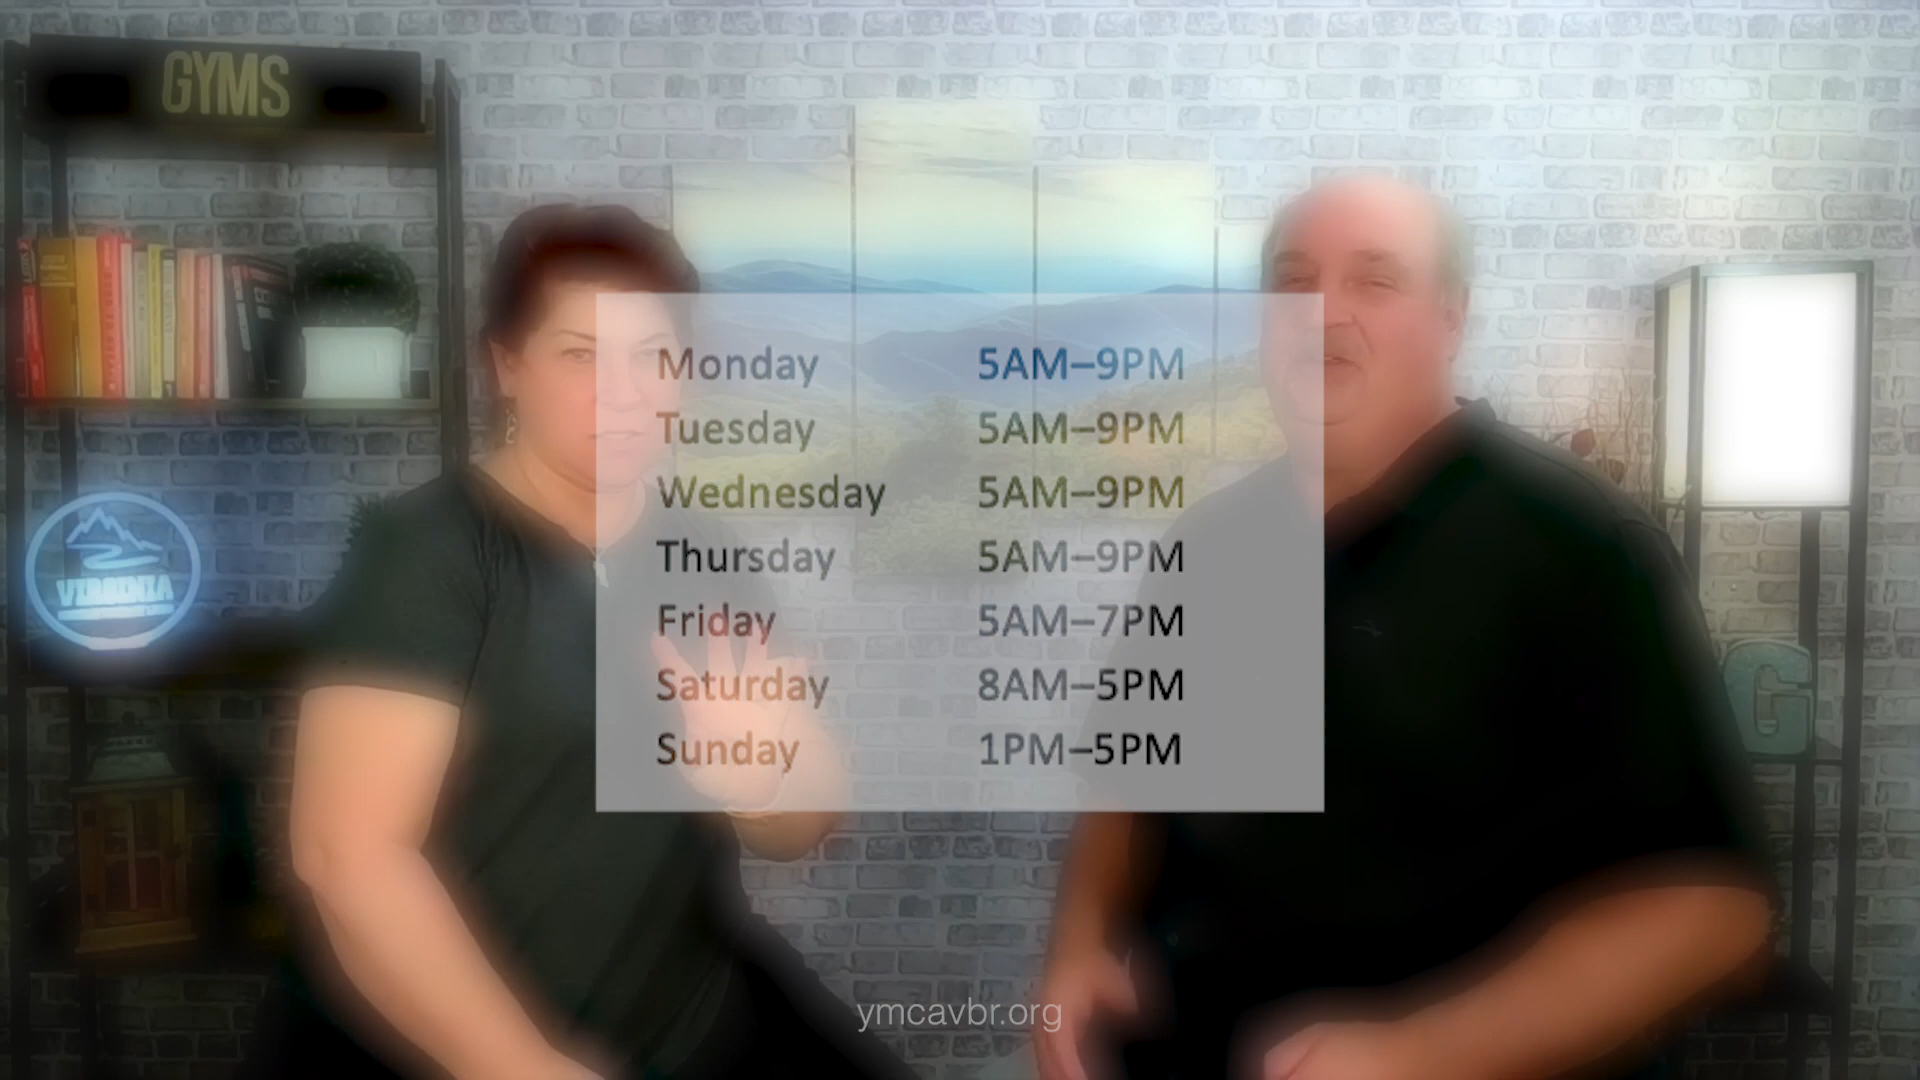 GYMS
Monday 5AM–9PM
Tuesday 5AM–9PM
Wednesday 5AM–9PM
Thursday 5AM–9PM
Friday 5AM–7PM
Saturday 8AM–5PM
Sunday 1PM–5PM
VIRGINIA
G
ymcavbr.org